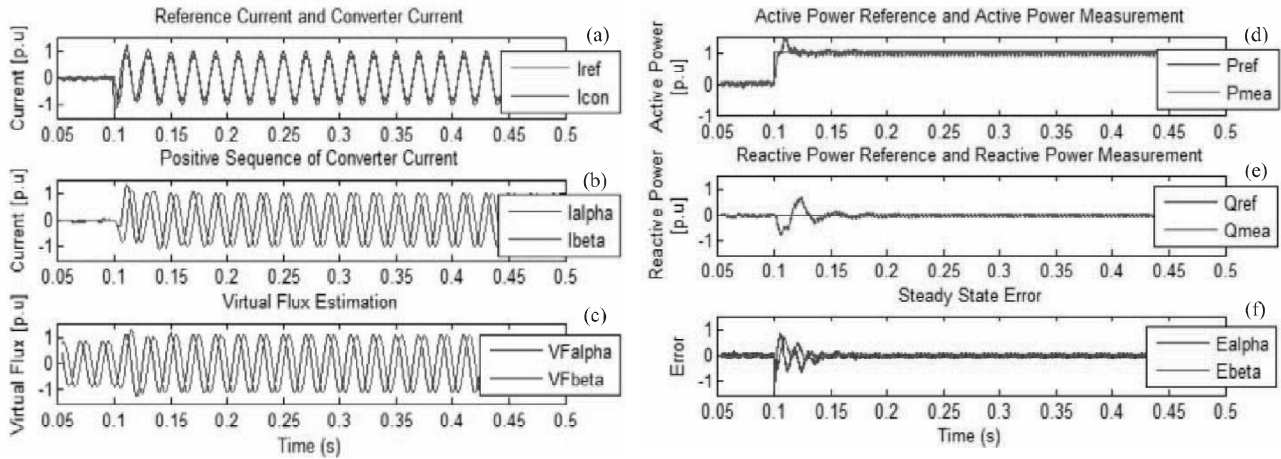 Reference Current and Converter Current
(a)
Current [p.u]
1
0
-1
Iref
Icon
0.05 0.1 0.15 0.2 0.25 0.3 0.35 0.4 0.45 0.5
Positive Sequence of Converter Current
(b)
Current [p.u]
1
0
-1
Ialpha
Ibeta
0.05 0.1 0.15 0.2 0.25 0.3 0.35 0.4 0.45 0.5
Virtual Flux Estimation
(c)
Virtual Flux [p.u]
1
0
-1
VFalpha
VFbeta
0.05 0.1 0.15 0.2 0.25 0.3 0.35 0.4 0.45 0.5
Time (s)
Active Power Reference and Active Power Measurement
(d)
Active Power
[p.u]
1
0
-1
Pref
Pmea
0.05 0.1 0.15 0.2 0.25 0.3 0.35 0.4 0.45 0.5
Reactive Power Reference and Reactive Power Measurement
(e)
Reactive Power
[p.u]
1
0
-1
Qref
Qmea
0.05 0.1 0.15 0.2 0.25 0.3 0.35 0.4 0.45 0.5
Steady State Error
(f)
Error
1
0
-1
Ealpha
Ebeta
0.05 0.1 0.15 0.2 0.25 0.3 0.35 0.4 0.45 0.5
Time (s)